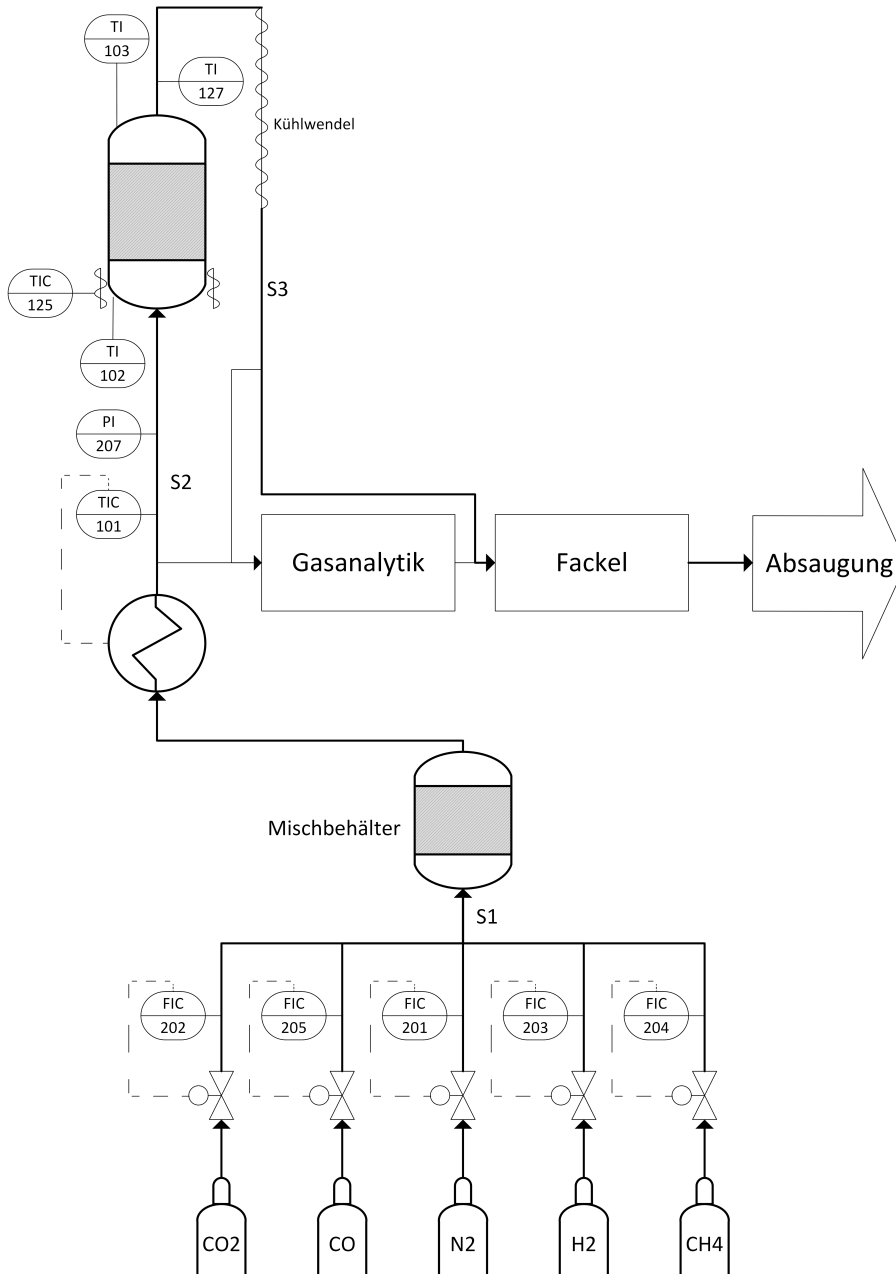 TI
103
TI
127
Kühlwendel
TIC
125
S3
TI
102
PI
207
S2
TIC
101
Gasanalytik
Fackel
Absaugung
Mischbehälter
S1
FIC
202
FIC
205
FIC
201
FIC
203
FIC
204
CO2
CO
N2
H2
CH4